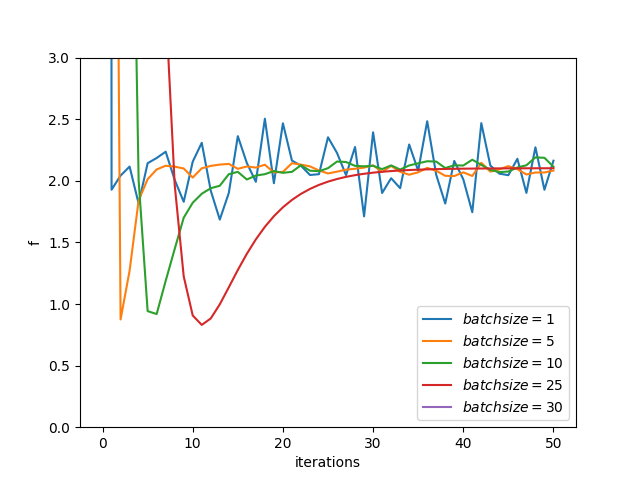 3.0
2.5
2.0
1.5
1.0
0.5
0.0
f
0 10 20 30 40 50
iterations
batchsize = 1
batchsize = 5
batchsize = 10
batchsize = 25
batchsize = 30